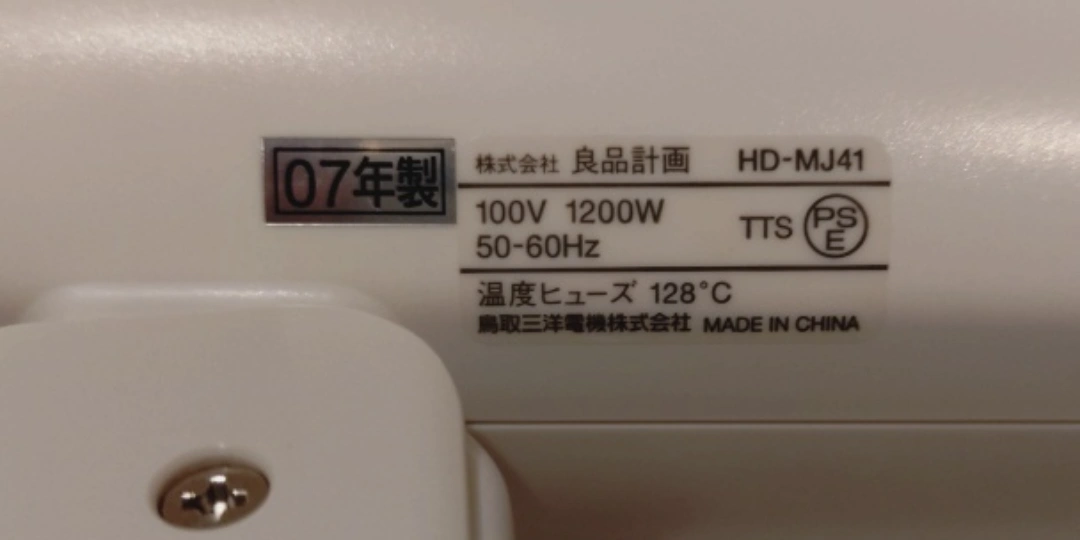 07年製
株式会社 良品計画 HD-MJ41
100V 1200W
50-60Hz
TTS PSE
温度ヒューズ 128°C
鳥取三洋電機株式会社 MADE IN CHINA